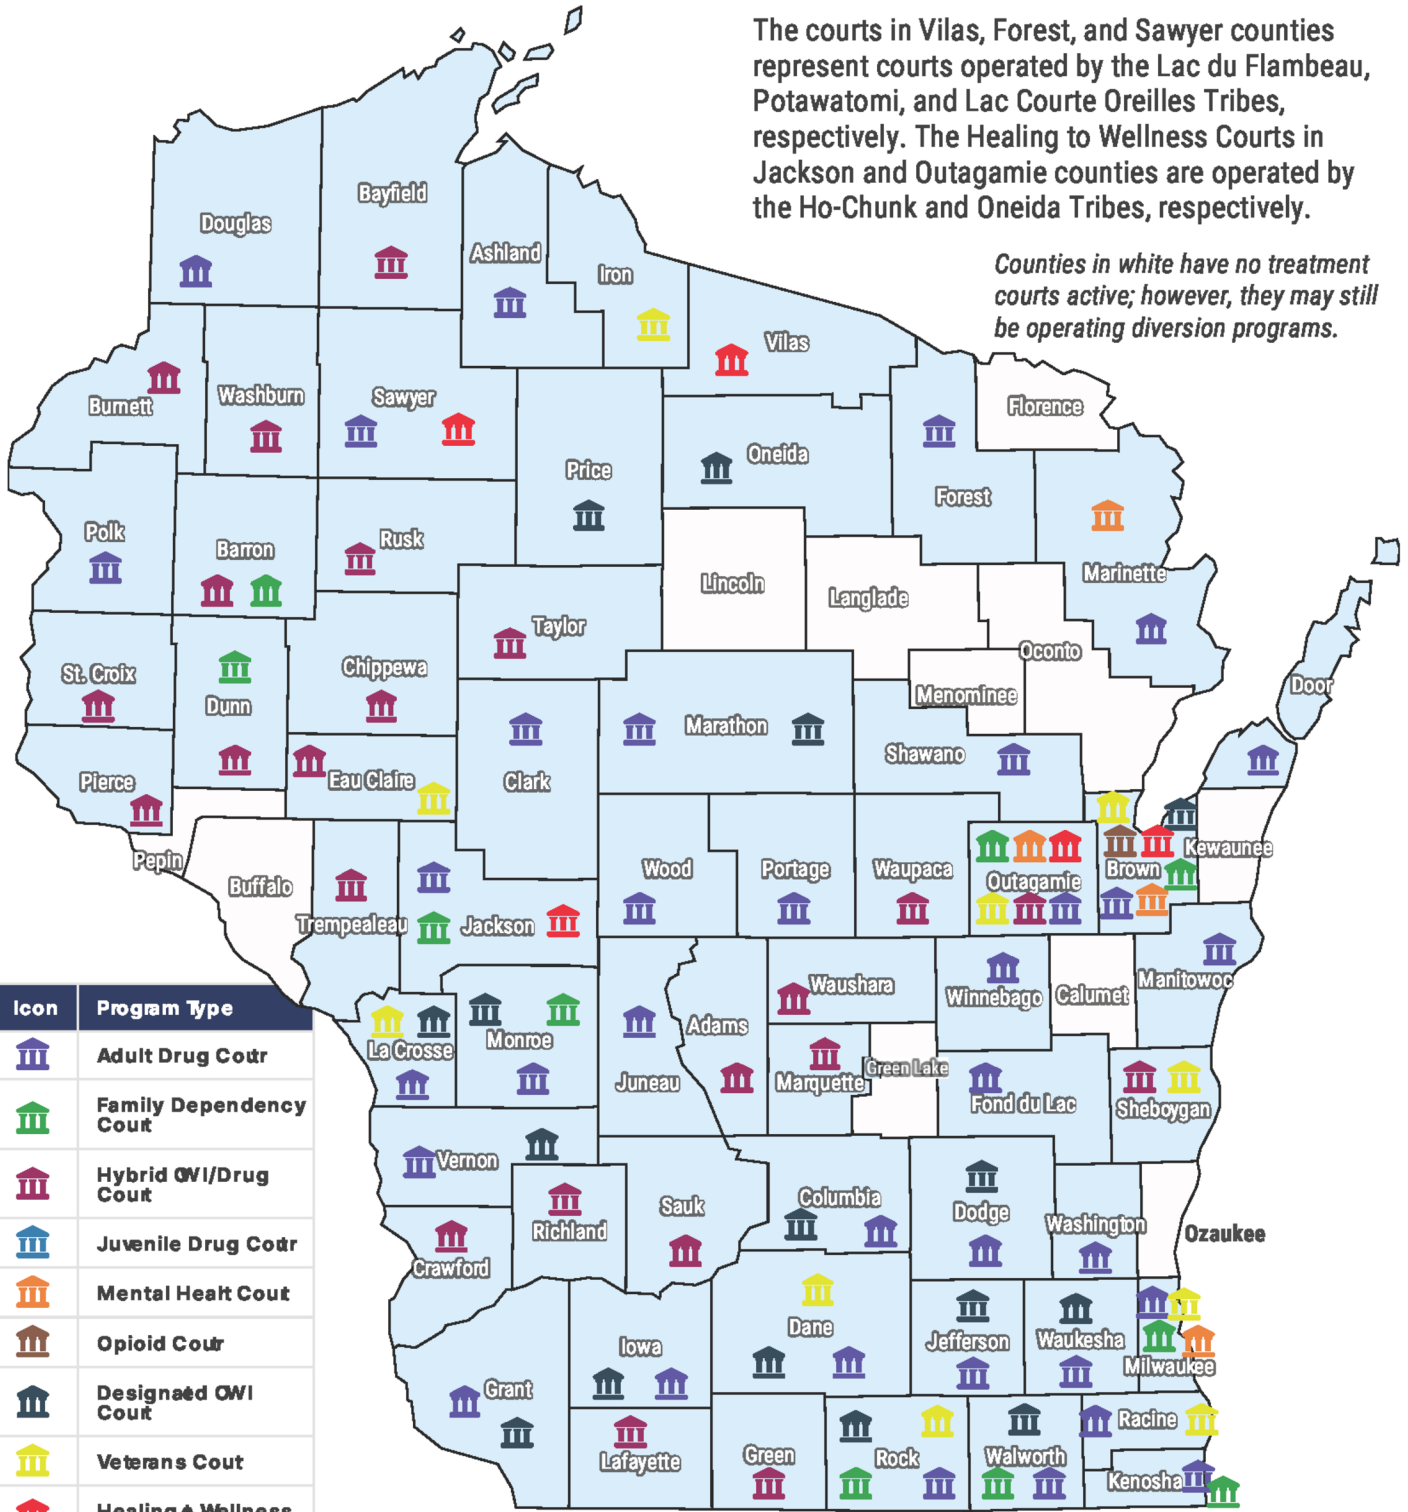 The courts in Vilas, Forest, and Sawyer counties
represent courts operated by the Lac du Flambeau,
Potawatomi, and Lac Courte Oreilles Tribes,
respectively. The Healing to Wellness Courts in
Jackson and Outagamie counties are operated by
the Ho-Chunk and Oneida Tribes, respectively.
Counties in white have no treatment
courts active; however, they may still
be operating diversion programs.
Bayfield
Douglas
Ashland
Iron
Vilas
Burnett
Washburn
Sawyer
Florence
Price
Oneida
Forest
Polk
Barron
Rusk
Lincoln
Langlade
Marinette
Taylor
Oconto
St. Croix
Chippewa
Menominee
Door
Dunn
Marathon
Shawano
Pierce
Eau Claire
Clark
Pepin
Buffalo
Wood
Portage
Waupaca
Outagamie
Brown
Kewaunee
Trempealeau
Jackson
Waushara
Winnebago
Calumet
Manitowoc
La Crosse
Monroe
Juneau
Adams
Marquette
Green Lake
Fond du Lac
Sheboygan
Vernon
Richland
Sauk
Columbia
Dodge
Washington
Ozaukee
Crawford
Iowa
Dane
Jefferson
Waukesha
Milwaukee
Grant
Lafayette
Green
Rock
Walworth
Racine
Kenosha
Icon Program Type
Adult Drug Coutr
Family Dependency
Court
Hybrid OWI/Drug
Court
Juvenile Drug Coutr
Mental Healt Cout
Opioid Coutr
Designaed OWI
Court
Veterans Cout
Healing Wellness